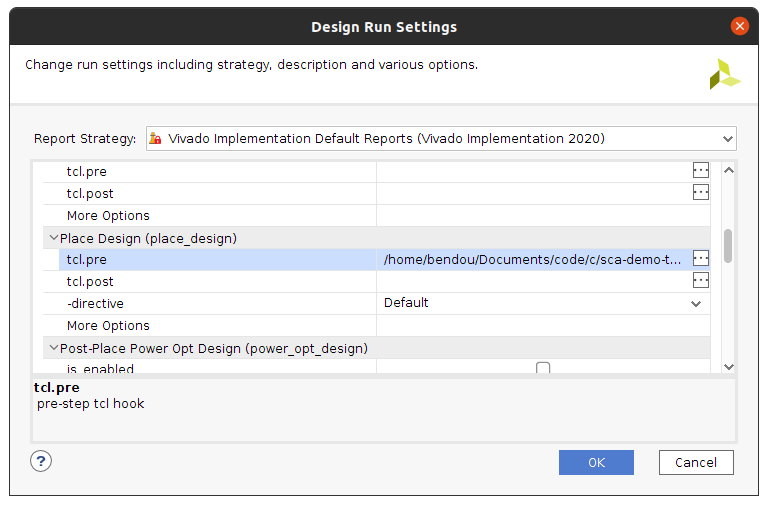 Design Run Settings
Change run settings including strategy, description and various options.
Report Strategy: Vivado Implementation Default Reports (Vivado Implementation 2020)
tcl.pre
tcl.post
More Options
Place Design (place_design)
tcl.pre /home/bendou/Documents/code/c/sca-demo-t...
tcl.post
-directive Default
More Options
Post-Place Power Opt Design (power_opt_design)
is_enabled
tcl.pre
pre-step tcl hook
? OK Cancel